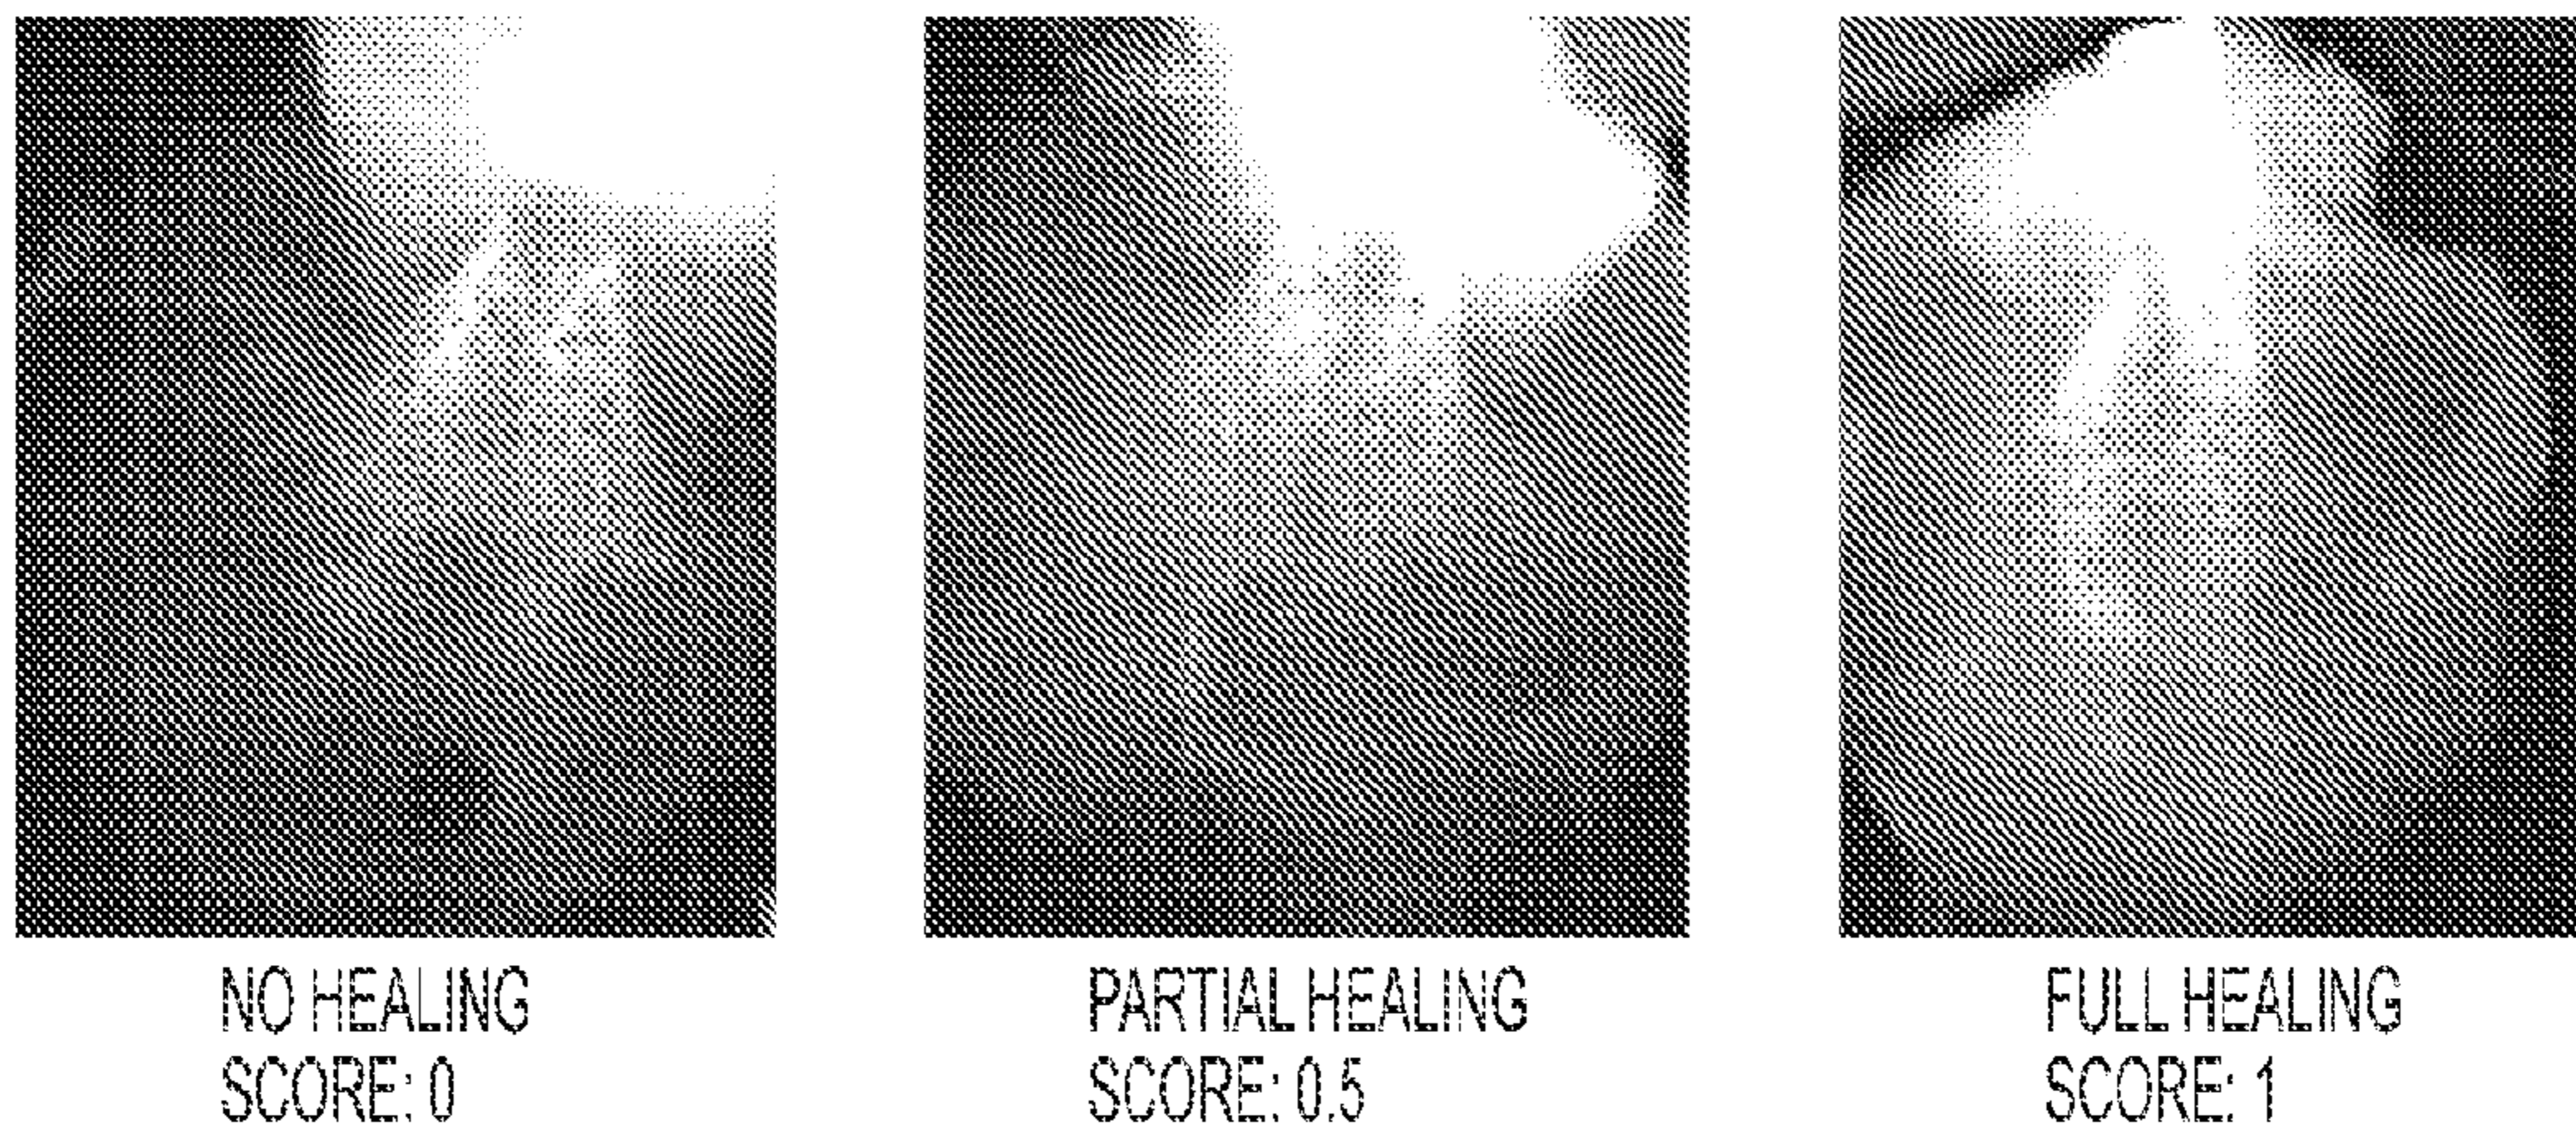 NO HEALING
SCORE: 0
PARTIAL HEALING
SCORE: 0.5
FULL HEALING
SCORE: 1